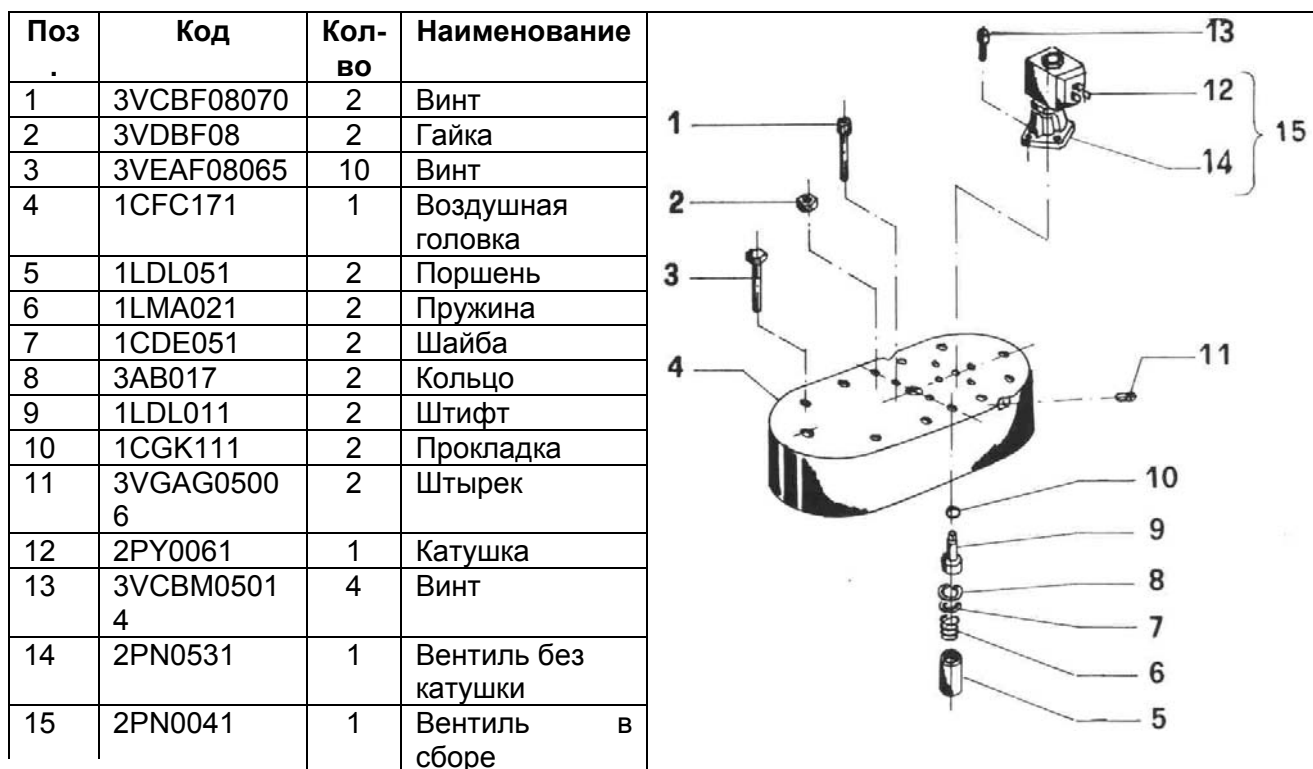 Поз Код Кол- Наименование
. во
1 3VCBF08070 2 Винт
2 3VDBF08 2 Гайка
3 3VEAF08065 10 Винт
4 1CFC171 1 Воздушная
головка
5 1LDL051 2 Поршень
6 1LMA021 2 Пружина
7 1CDE051 2 Шайба
8 3AB017 2 Кольцо
9 1LDL011 2 Штифт
10 1CGK111 2 Прокладка
11 3VGAG0500 2 Штырек
6
12 2PY0061 1 Катушка
13 3VCBM0501 4 Винт
4
14 2PN0531 1 Вентиль без
катушки
15 2PN0041 1 Вентиль в
сборе
13
12
1
15
14
2
3
11
4
10
9
8
7
6
5